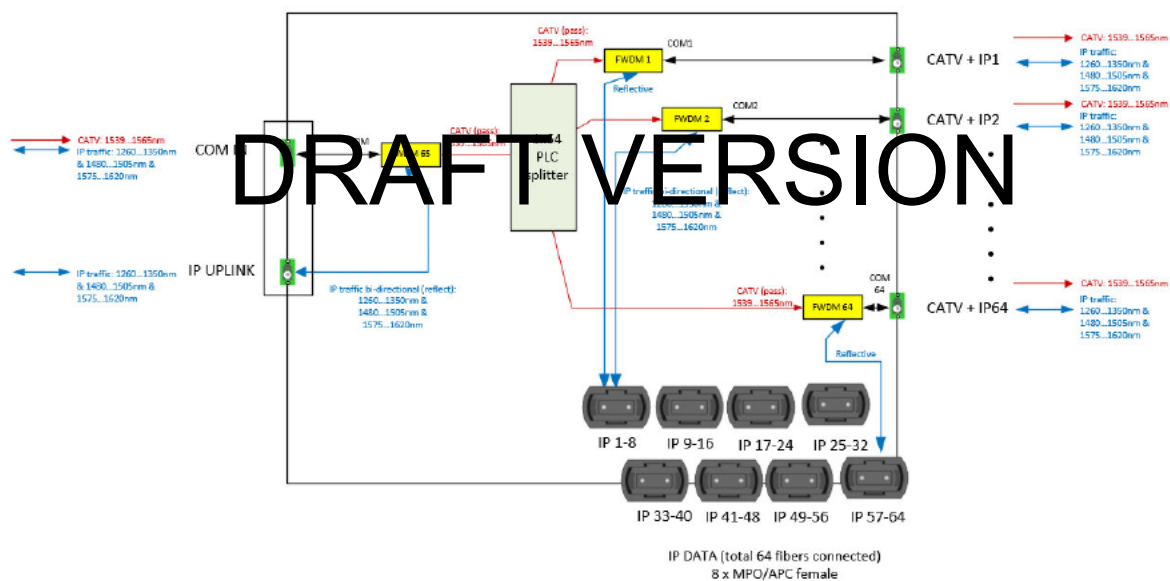 CATV (pass):
1539...1565nm
FWDM 1
COM1
Reflective
CATV + IP1
CATV: 1539...1565nm
IP traffic:
1260...1350nm &
1480...1505nm &
1575...1620nm
FWDM 2
COM2
CATV + IP2
CATV: 1539...1565nm
IP traffic:
1260...1350nm &
1480...1505nm &
1575...1620nm
CATV: 1539...1565nm
IP traffic: 1260...1350nm
& 1480...1505nm &
1575...1620nm
COM IN
CATV (pass):
PLC
splitter
DRAFT VERSION
IP traffic bi-directional (reflect):
1260...1350nm &
1480...1505nm &
1575...1620nm
IP UPLINK
IP traffic: 1260...1350nm
& 1480...1505nm &
1575...1620nm
IP traffic bi-directional (reflect):
1260...1350nm &
1480...1505nm &
1575...1620nm
CATV (pass):
1539...1565nm
FWDM 64
COM
64
CATV + IP64
CATV: 1539...1565nm
IP traffic:
1260...1350nm &
1480...1505nm &
1575...1620nm
Reflective
IP 1-8
IP 9-16
IP 17-24
IP 25-32
IP 33-40
IP 41-48
IP 49-56
IP 57-64
IP DATA (total 64 fibers connected)
8 x MPO/APC female